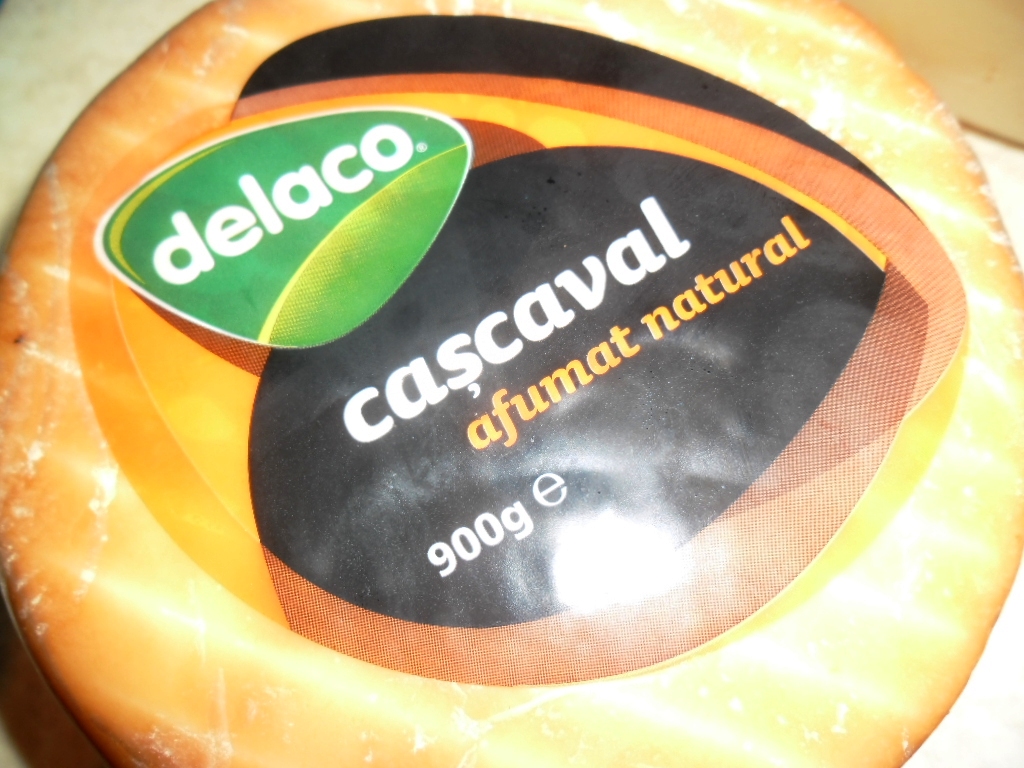 delaco®
cașcaval
afumat natural
900g ℮